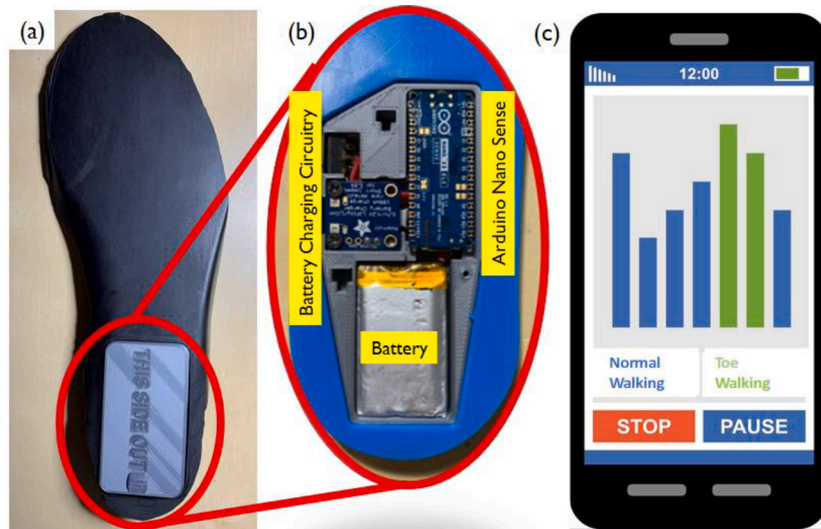 (a)
THIS SIDE OUT
(b)
Battery Charging Circuitry
Arduino Nano Sense
Battery
(c)
12:00
Normal
Walking
Toe
Walking
STOP
PAUSE